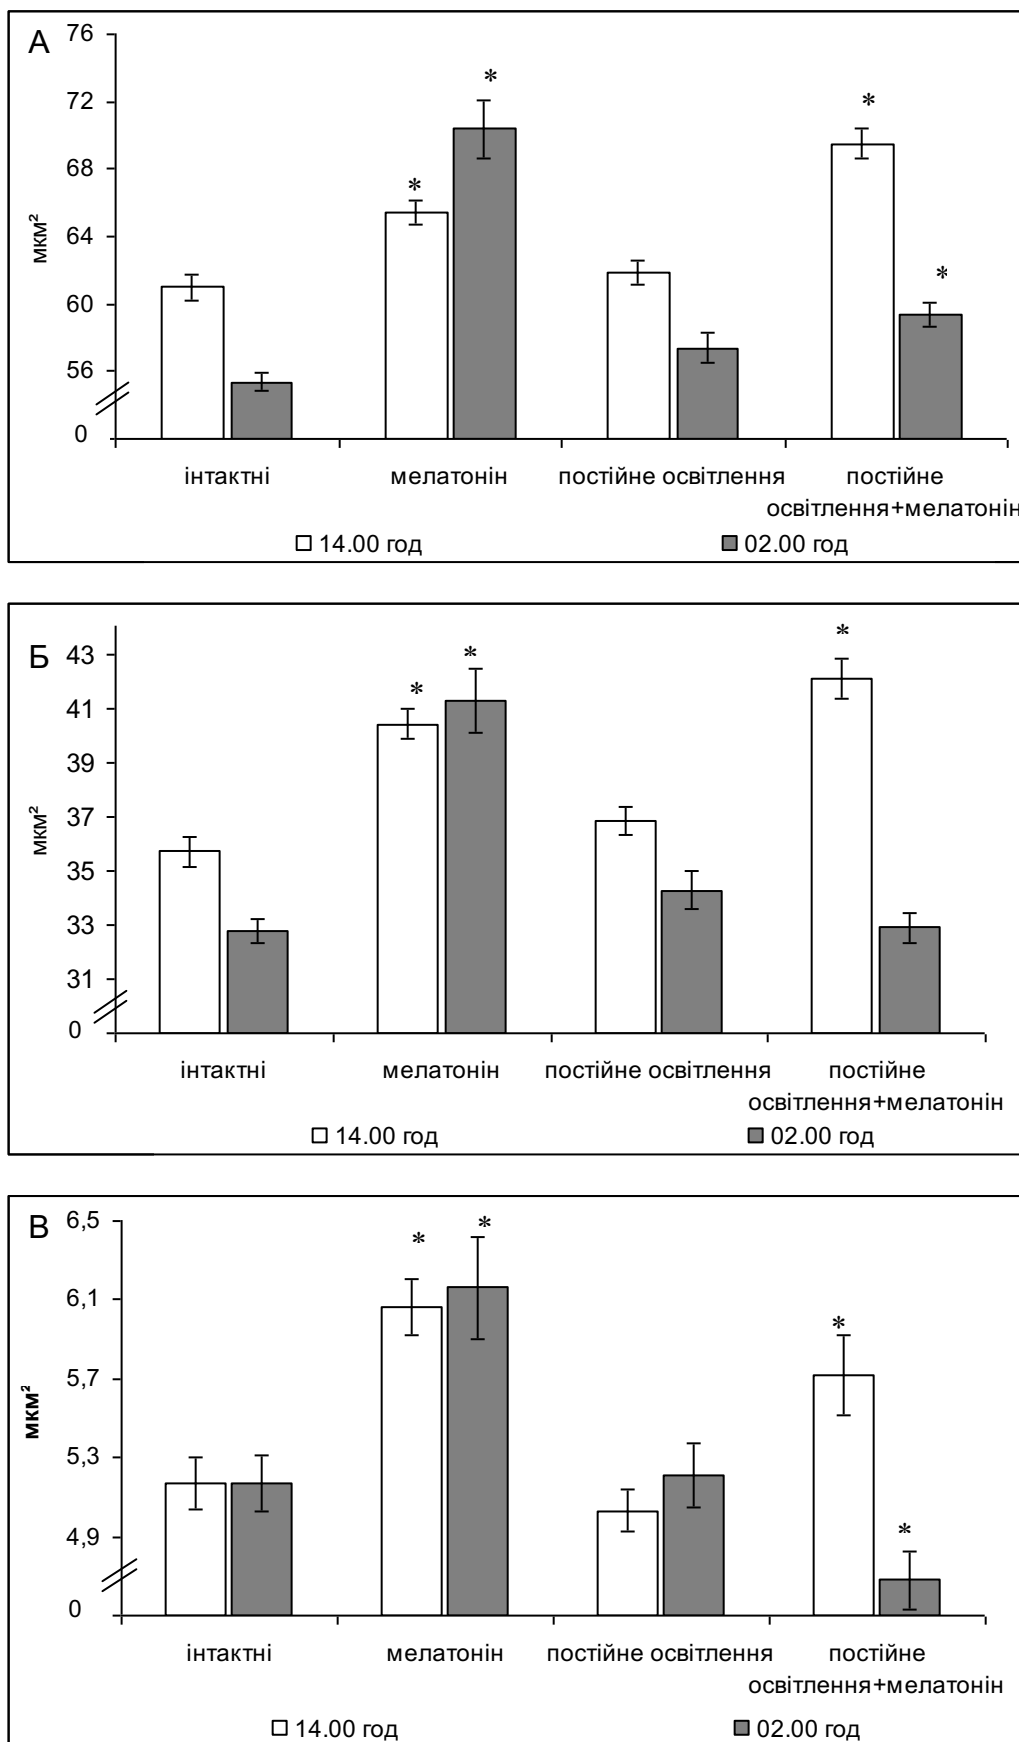 А
76
72
68
64
60
56
0
мкм²
* * * *
інтактні мелатонін постійне освітлення постійне
освітлення+мелатонін
14.00 год 02.00 год
Б
43
41
39
37
35
33
31
0
мкм²
* * *
інтактні мелатонін постійне освітлення постійне
освітлення+мелатонін
14.00 год 02.00 год
В
6,5
6,1
5,7
5,3
4,9
0
мкм²
* * * *
інтактні мелатонін постійне освітлення постійне
освітлення+мелатонін
14.00 год 02.00 год